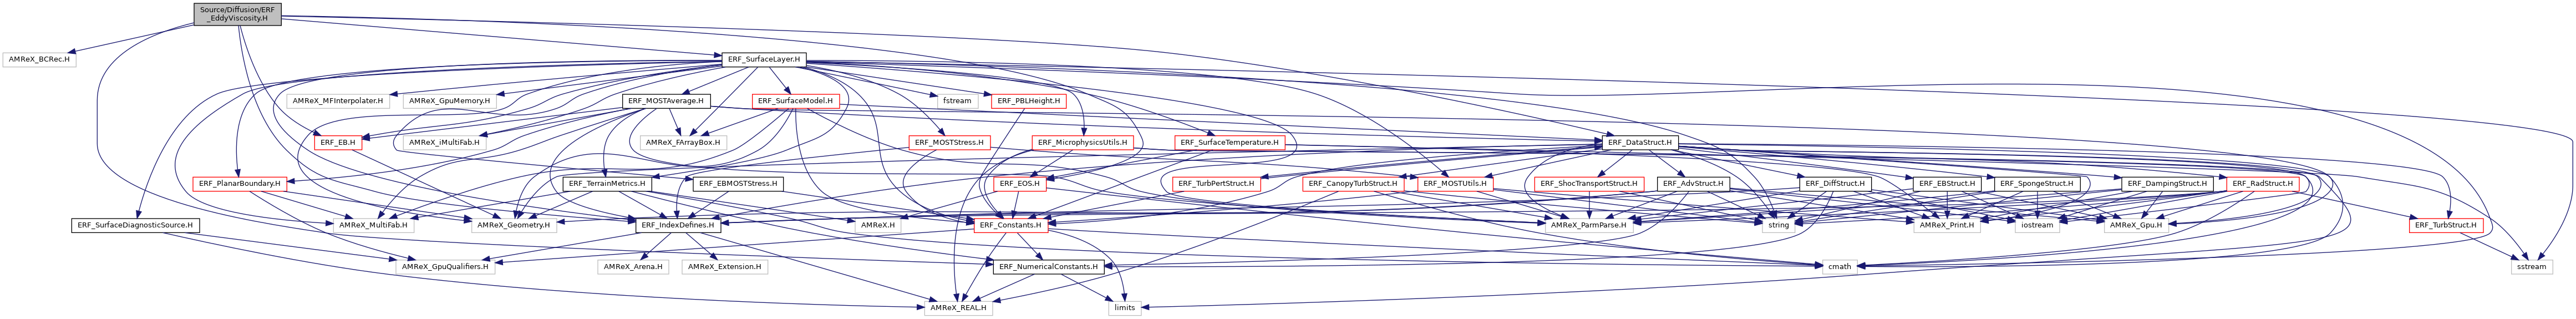 Source/Diffusion/ERF
_EddyViscosity.H
AMReX_BCRec.H
ERF_SurfaceLayer.H
AMReX_MFInterpolater.H
AMReX_GpuMemory.H
ERF_MOSTAverage.H
ERF_SurfaceModel.H
fstream
ERF_PBLHeight.H
ERF_EB.H
AMReX_iMultiFab.H
AMReX_FArrayBox.H
ERF_MOSTStress.H
ERF_MicrophysicsUtils.H
ERF_SurfaceTemperature.H
ERF_DataStruct.H
ERF_PlanarBoundary.H
ERF_TerrainMetrics.H
ERF_EBMOSTStress.H
ERF_EOS.H
ERF_TurbPertStruct.H
ERF_CanopyTurbStruct.H
ERF_MOSTUtils.H
ERF_ShocTransportStruct.H
ERF_AdvStruct.H
ERF_DiffStruct.H
ERF_EBStruct.H
ERF_SpongeStruct.H
ERF_DampingStruct.H
ERF_RadStruct.H
ERF_SurfaceDiagnosticSource.H
AMReX_MultiFab.H
AMReX_Geometry.H
ERF_IndexDefines.H
AMReX.H
ERF_Constants.H
AMReX_ParmParse.H
string
AMReX_Print.H
iostream
AMReX_Gpu.H
ERF_TurbStruct.H
AMReX_GpuQualifiers.H
AMReX_Arena.H
AMReX_Extension.H
ERF_NumericalConstants.H
cmath
sstream
AMReX_REAL.H
limits